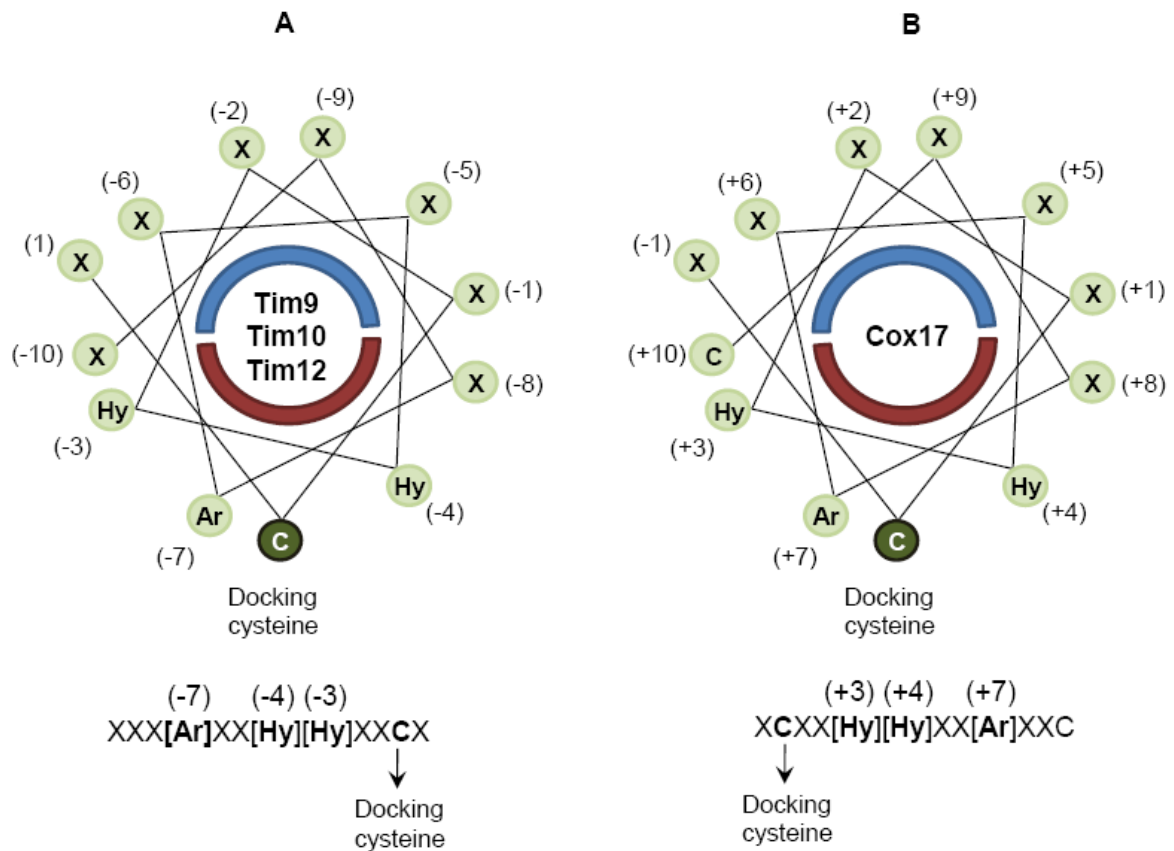 A
B
(-2)
(-9)
X
X
(-6)
(-5)
X
X
(1)
X
Tim9
Tim10
Tim12
X
(-1)
(-10)
X
X
(-8)
Hy
(-3)
Hy
(-4)
Ar
(-7)
C
Docking
cysteine
(-7) (-4) (-3)
XXX[Ar]XX[Hy][Hy]XXCX
Docking
cysteine
(+2)
(+9)
X
X
(+6)
(+5)
X
X
(-1)
X
Cox17
X
(+1)
(+10)
C
X
(+8)
Hy
(+3)
Hy
(+4)
Ar
(+7)
C
Docking
cysteine
(+3) (+4) (+7)
XCXX[Hy][Hy]XX[Ar]XXC
Docking
cysteine